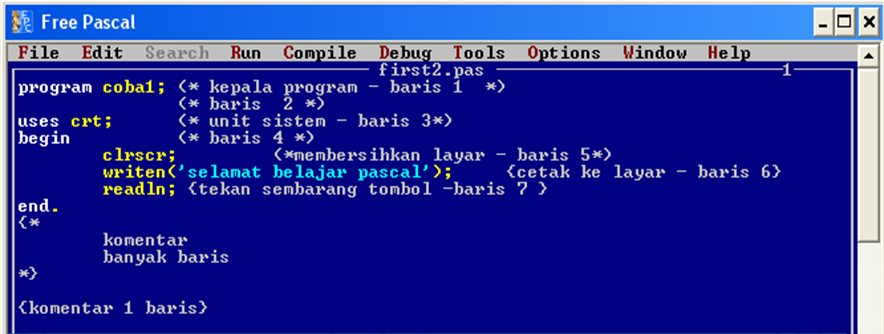 Free Pascal
File Edit Search Run Compile Debug Tools Options Window Help
first2.pas 1
program coba1; (* kepala program - baris 1 *)
(* baris 2 *)
uses crt; (* unit sistem - baris 3*)
begin (* baris 4 *)
clrscr; (*membersihkan layar - baris 5*)
writen('selamat belajar pascal'); {cetak ke layar - baris 6}
readln; {tekan sembarang tombol -baris 7 }
end.
{*
komentar
banyak baris
*}
{komentar 1 baris}